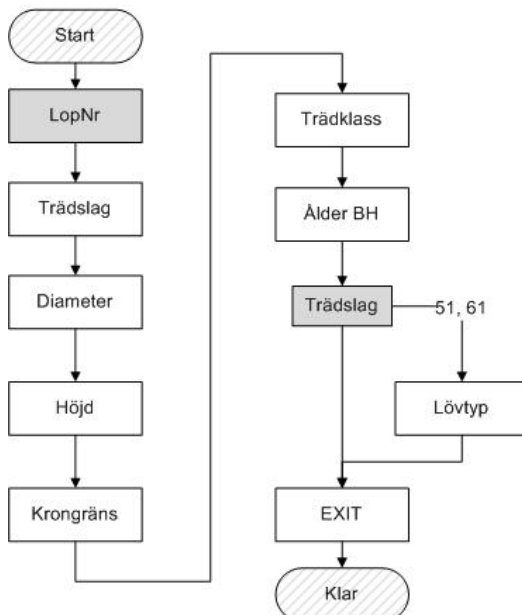 Start
LopNr
Trädslag
Diameter
Höjd
Krongräns
Trädklass
Ålder BH
Trädslag
51, 61
Lövtyp
EXIT
Klar